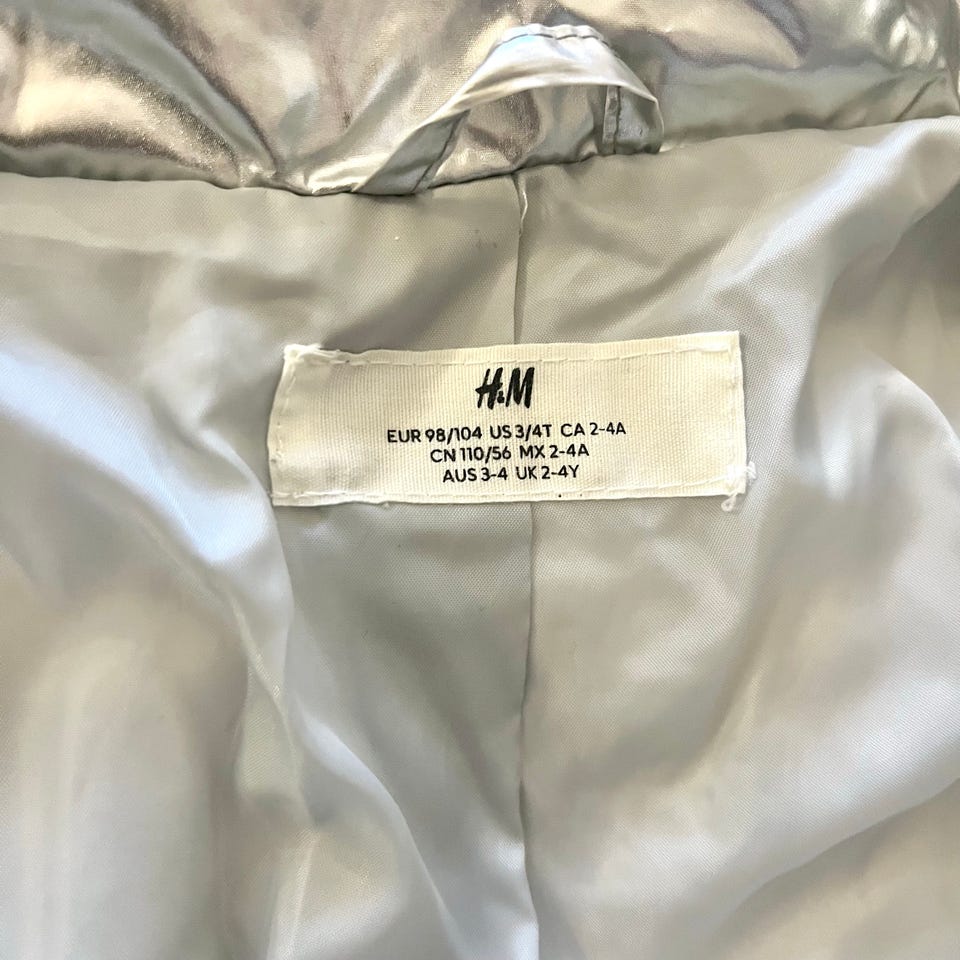 H&M
EUR 98/104 US 3/4T CA 2-4A
CN 110/56 MX 2-4A
AUS 3-4 UK 2-4Y